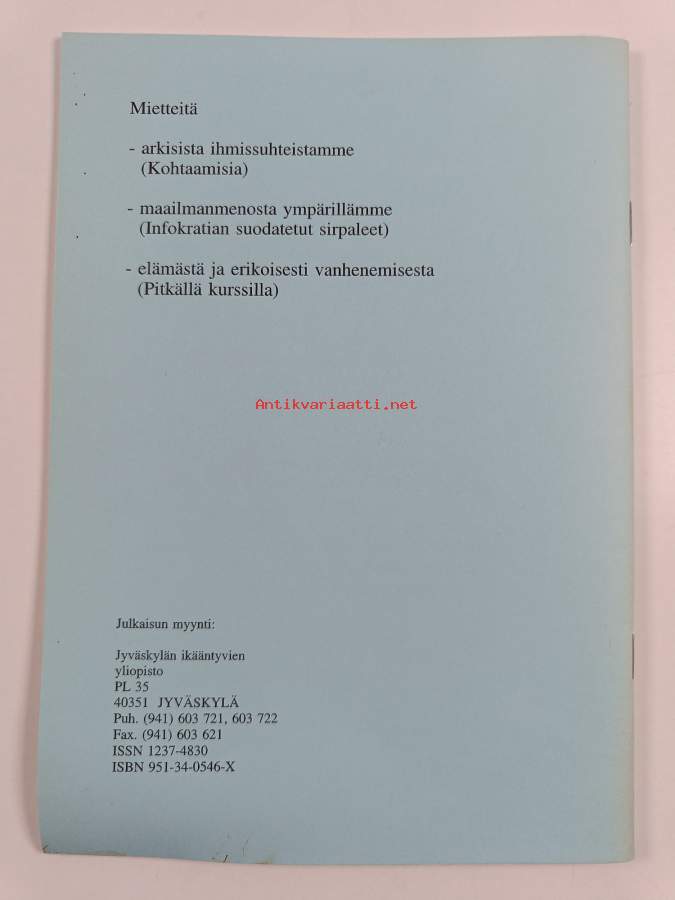 Mietteitä
- arkisista ihmissuhteistamme
(Kohtaamisia)
- maailmanmenosta ympärillämme
(Infokratian suodatetut sirpaleet)
- elämästä ja erikoisesti vanhenemisesta
(Pitkällä kurssilla)
Antikvariaatti.net
Julkaisun myynti:
Jyväskylän ikääntyvien
yliopisto
PL 35
40351 JYVÄSKYLÄ
Puh. (941) 603 721, 603 722
Fax. (941) 603 621
ISSN 1237-4830
ISBN 951-34-0546-X